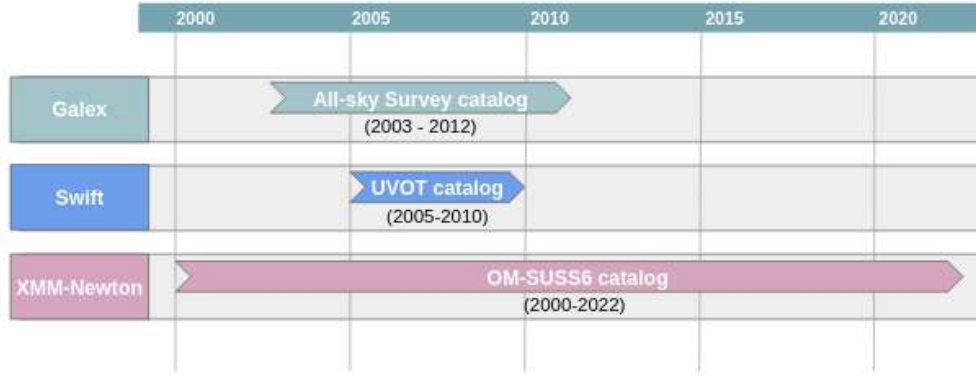 2000 2005 2010 2015 2020
Galex
All-sky Survey catalog
(2003 - 2012)
Swift
UVOT catalog
(2005-2010)
XMM-Newton
OM-SUSS6 catalog
(2000-2022)